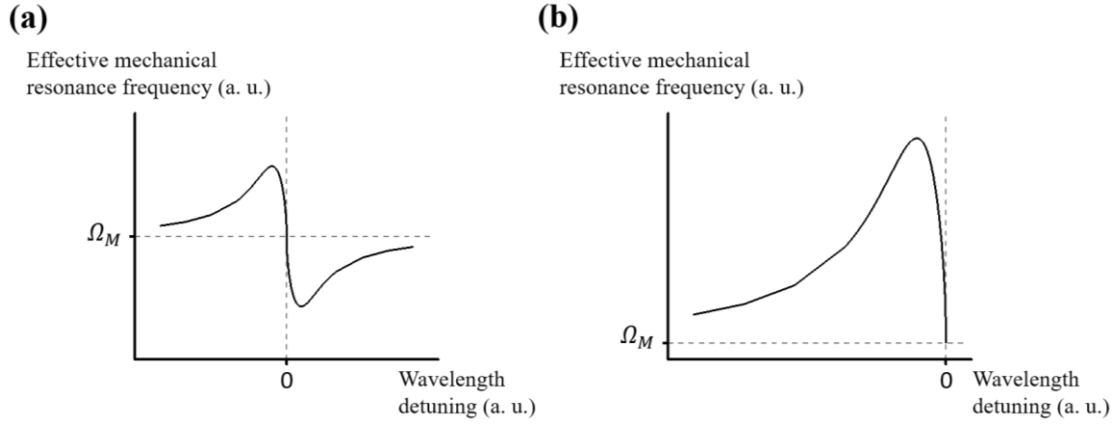 (a)
Effective mechanical
resonance frequency (a. u.)
Ω_M
0
Wavelength
detuning (a. u.)
(b)
Effective mechanical
resonance frequency (a. u.)
Ω_M
0
Wavelength
detuning (a. u.)